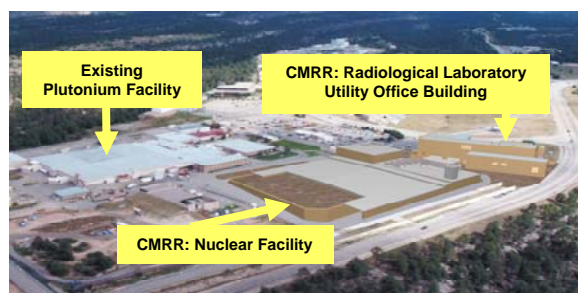 Existing
Plutonium Facility
CMRR: Radiological Laboratory
Utility Office Building
CMRR: Nuclear Facility